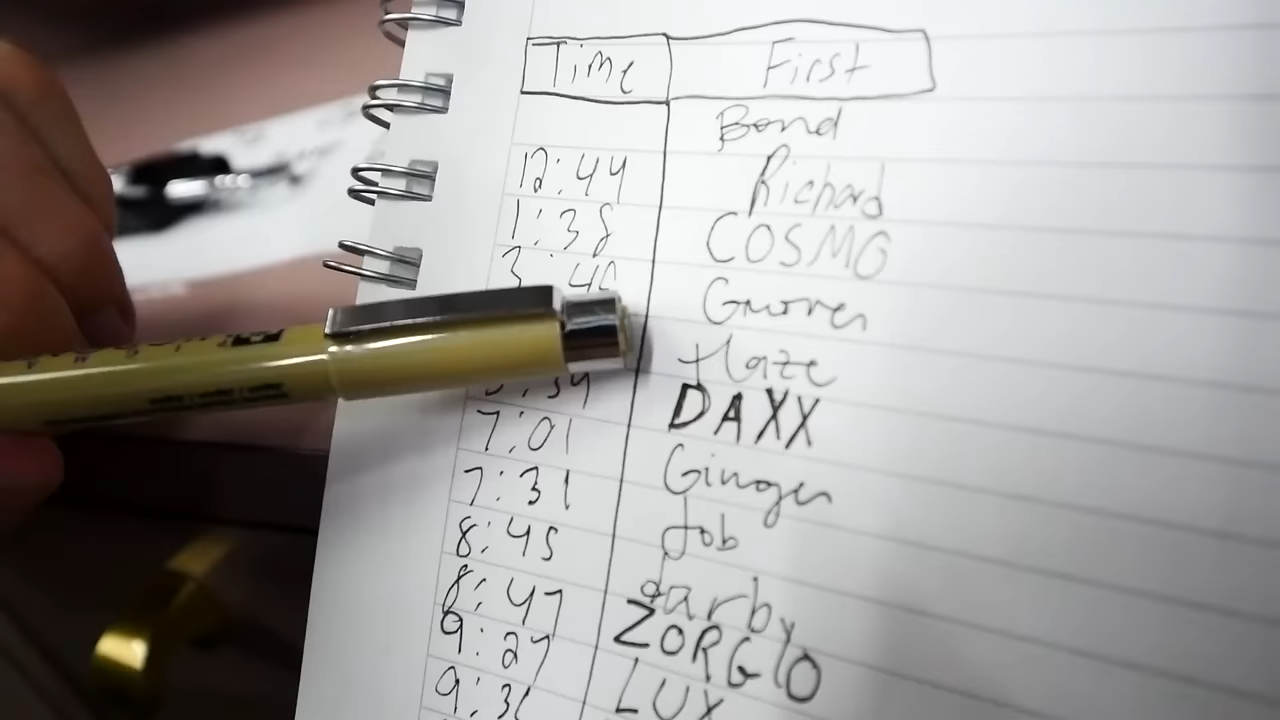 Time First
Bond
12:44 Richard
1:38 COSMO
Grover
Haze
DAXX
7:01 Ginger
7:31 Job
8:45 Darby
8:47 ZORGlO
9:27 LUX